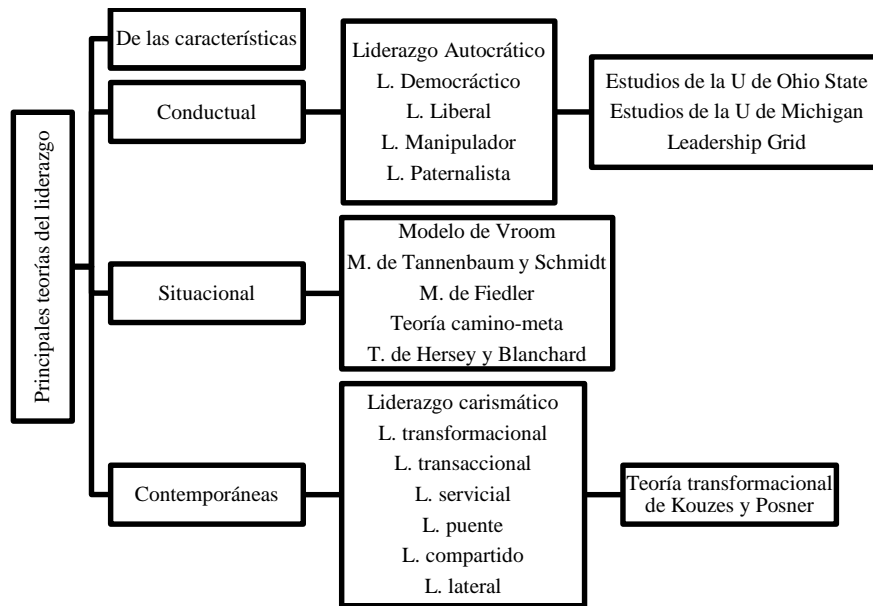 Principales teorías del liderazgo
De las características
Conductual
Liderazgo Autocrático
L. Democráctico
L. Liberal
L. Manipulador
L. Paternalista
Estudios de la U de Ohio State
Estudios de la U de Michigan
Leadership Grid
Situacional
Modelo de Vroom
M. de Tannenbaum y Schmidt
M. de Fiedler
Teoría camino-meta
T. de Hersey y Blanchard
Contemporáneas
Liderazgo carismático
L. transformacional
L. transaccional
L. servicial
L. puente
L. compartido
L. lateral
Teoría transformacional
de Kouzes y Posner